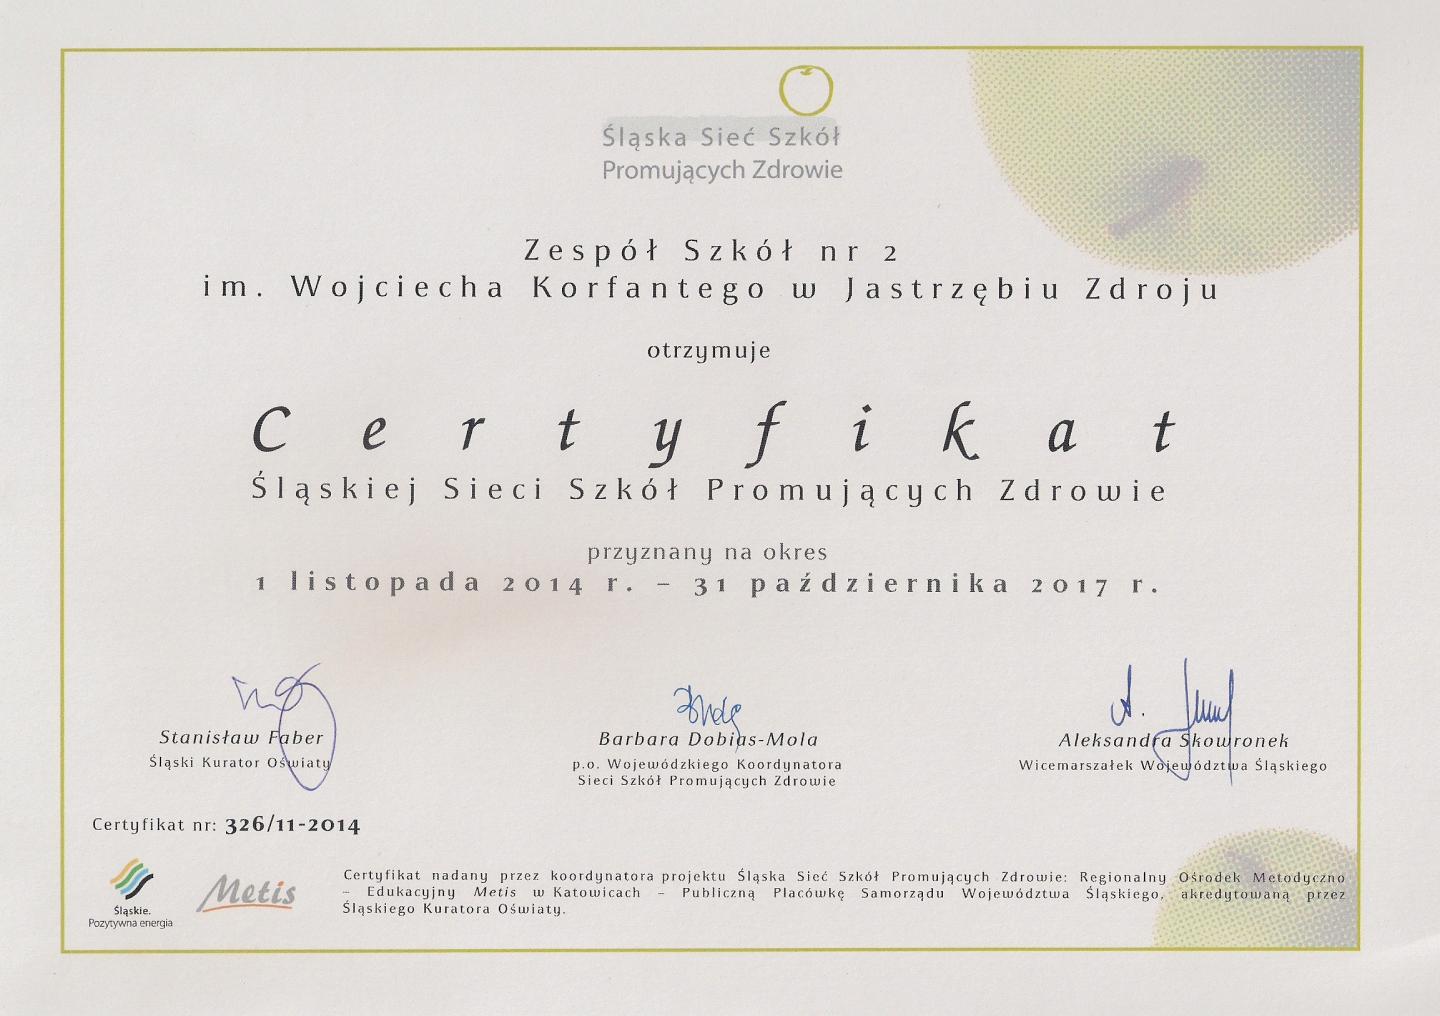 Śląska Sieć Szkół
Promujących Zdrowie
Zespół Szkół nr 2
im. Wojciecha Korfantego w Jastrzębiu Zdroju
otrzymuje
Certyfikat
Śląskiej Sieci Szkół Promujących Zdrowie
przyznany na okres
1 listopada 2014 r. – 31 października 2017 r.
Stanisław Faber
Śląski Kurator Oświaty
Barbara Dobias-Mola
p.o. Wojewódzkiego Koordynatora
Sieci Szkół Promujących Zdrowie
Aleksandra Skowronek
Wicemarszałek Województwa Śląskiego
Certyfikat nr: 326/11-2014
Śląskie.
Pozytywna energia
Metis
Certyfikat nadany przez koordynatora projektu Śląska Sieć Szkół Promujących Zdrowie: Regionalny Ośrodek Metodyczno
– Edukacyjny Metis w Katowicach – Publiczną Placówkę Samorządu Województwa Śląskiego, akredytowaną przez
Śląskiego Kuratora Oświaty.